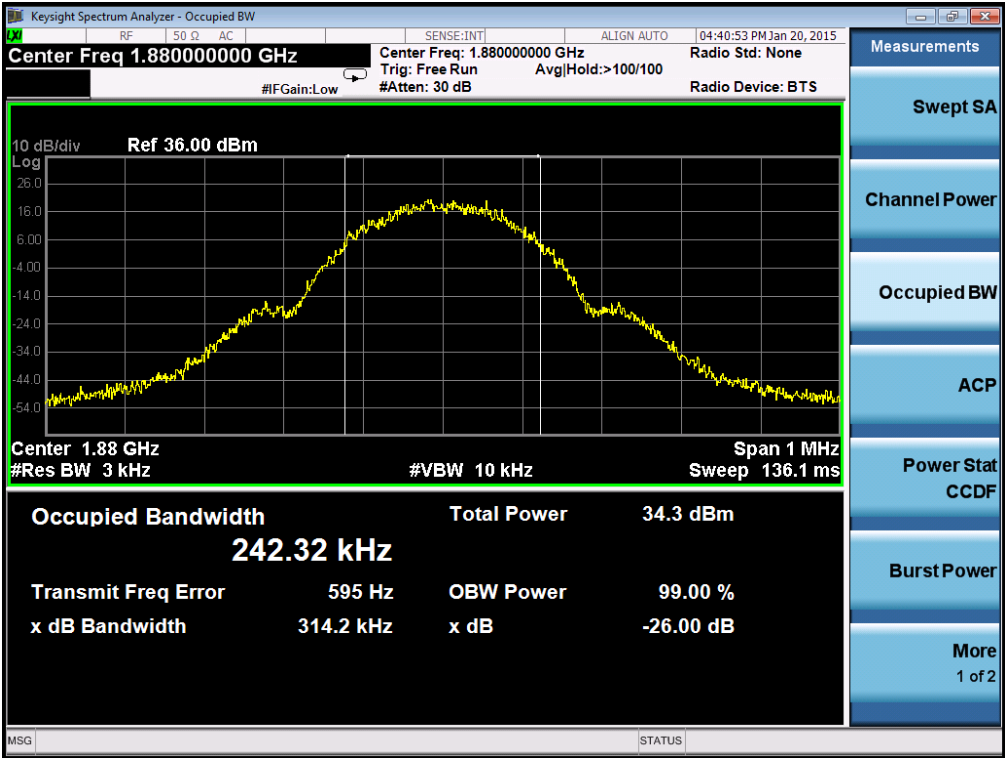 Keysight Spectrum Analyzer - Occupied BW
LXI RF 50 Ω AC SENSE:INT ALIGN AUTO 04:40:53 PM Jan 20, 2015
Center Freq 1.880000000 GHz
Center Freq: 1.880000000 GHz Radio Std: None
Trig: Free Run Avg|Hold:>100/100
#IFGain:Low #Atten: 30 dB Radio Device: BTS
10 dB/div Ref 36.00 dBm
Log
26.0
16.0
6.00
-4.00
-14.0
-24.0
-34.0
-44.0
-54.0
Center 1.88 GHz Span 1 MHz
#Res BW 3 kHz #VBW 10 kHz Sweep 136.1 ms
Occupied Bandwidth Total Power 34.3 dBm
242.32 kHz
Transmit Freq Error 595 Hz OBW Power 99.00 %
x dB Bandwidth 314.2 kHz x dB -26.00 dB
MSG STATUS
Measurements
Swept SA
Channel Power
Occupied BW
ACP
Power Stat
CCDF
Burst Power
More
1 of 2